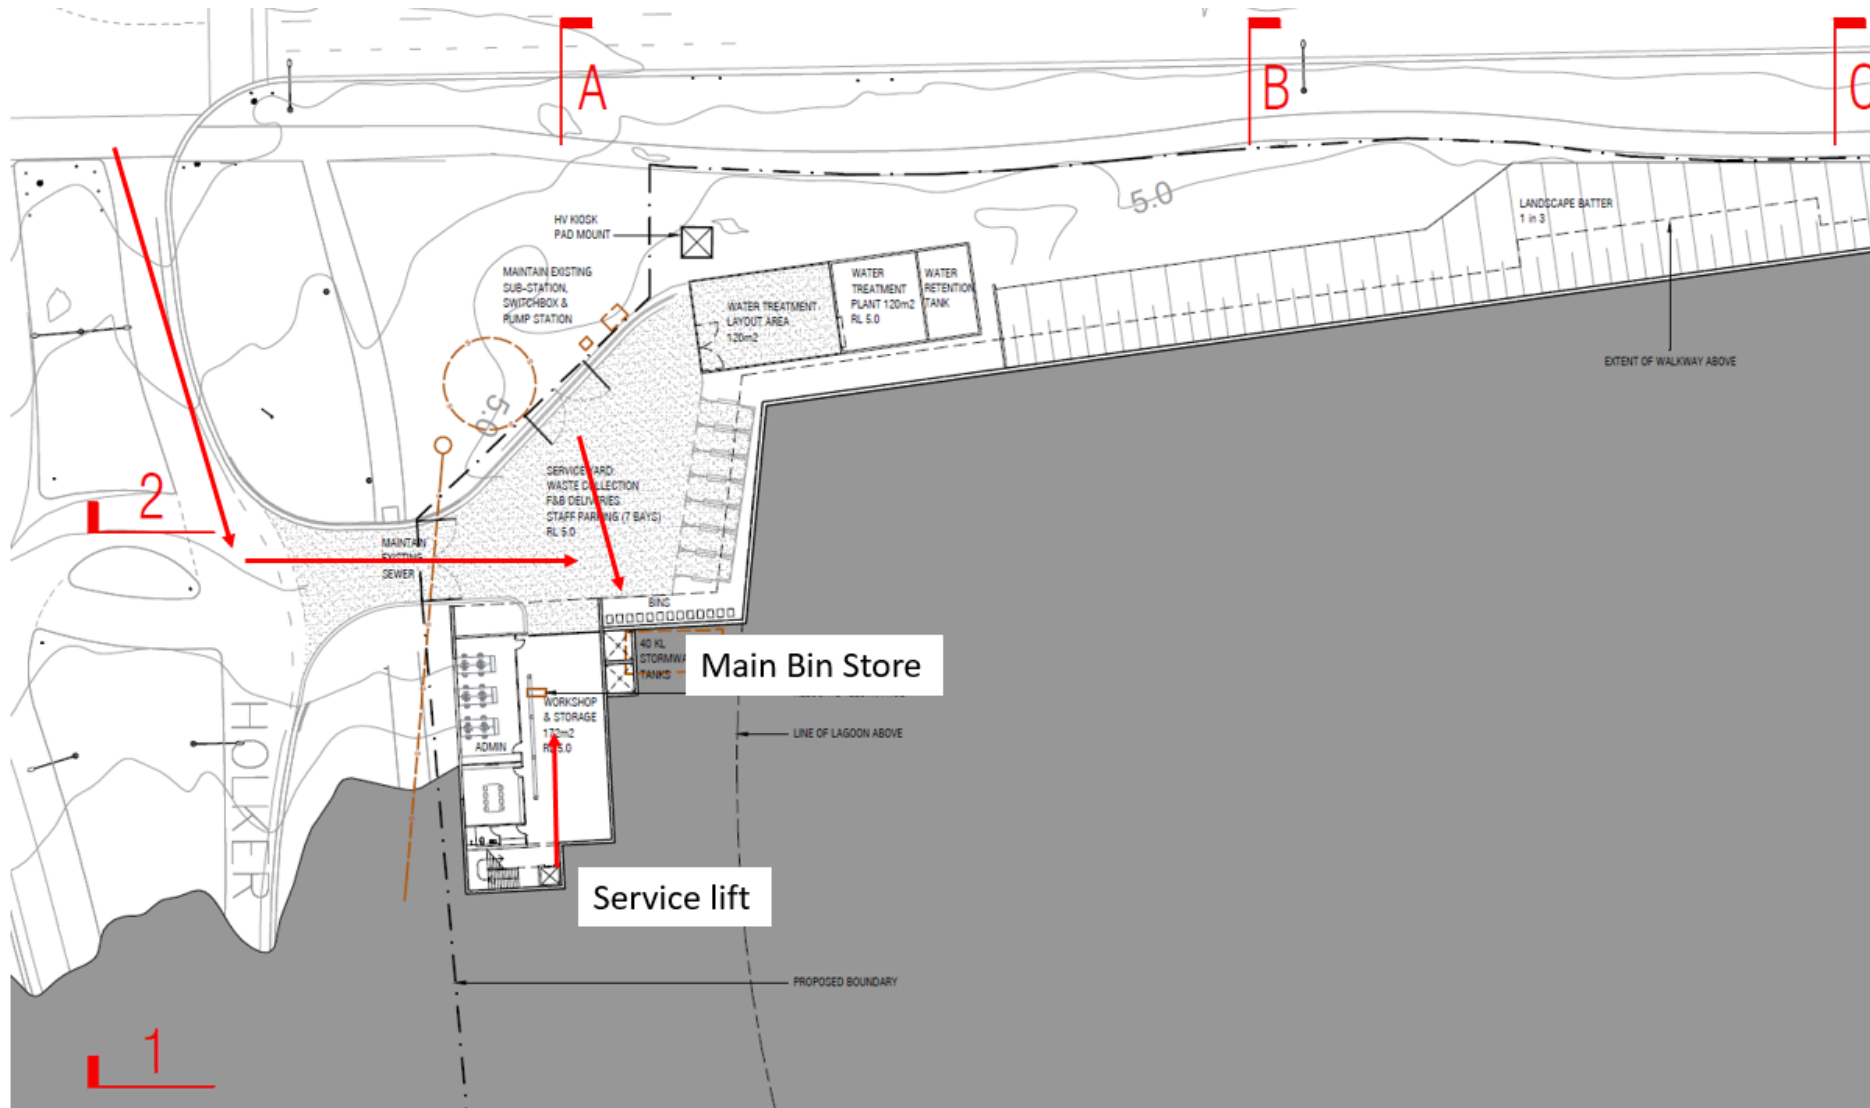 A
B
C
5.0
HV KIOSK
PAD MOUNT
LANDSCAPE BATTER
1 in 3
MAINTAIN EXISTING
SUB-STATION,
SWITCHBOX &
PUMP STATION
WATER TREATMENT
LAYOUT AREA
120m2
WATER
TREATMENT
PLANT 120m2
RL 5.0
WATER
RETENTION
TANK
EXTENT OF WALKWAY ABOVE
5.0
SERVICE YARD:
WASTE COLLECTION
F&B DELIVERIES
STAFF PARKING (7 BAYS)
RL 5.0
2
MAINTAIN
EXISTING
SEWER
BINS
40 KL
STORMWA
TANKS
Main Bin Store
WORKSHOP
& STORAGE
172m2
RL 5.0
ADMIN
LINE OF LAGOON ABOVE
HOLKER
Service lift
PROPOSED BOUNDARY
1